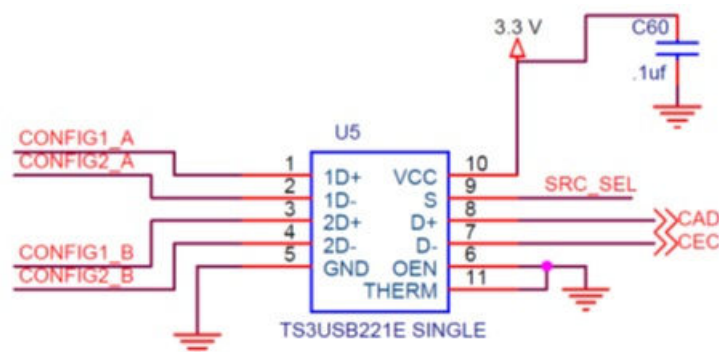 3.3 V
C60
.1uf
U5
CONFIG1_A
CONFIG2_A
CONFIG1_B
CONFIG2_B
1 1D+ VCC 10
2 1D- S 9 SRC_SEL
3 2D+ D+ 8 CAD
4 2D- D- 7 CEC
5 GND OEN 6
THERM 11
TS3USB221E SINGLE